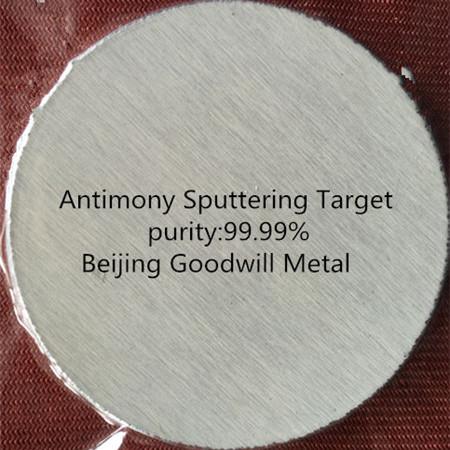 Antimony Sputtering Target
purity:99.99%
Beijing Goodwill Metal